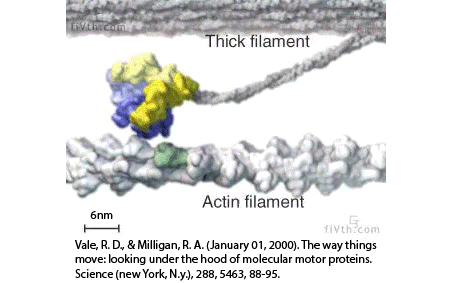 fiVth.com
Thick filament
Actin filament
6nm
fiVth.com
Vale, R. D., & Milligan, R. A. (January 01, 2000). The way things
move: looking under the hood of molecular motor proteins.
Science (new York, N.y.), 288, 5463, 88-95.